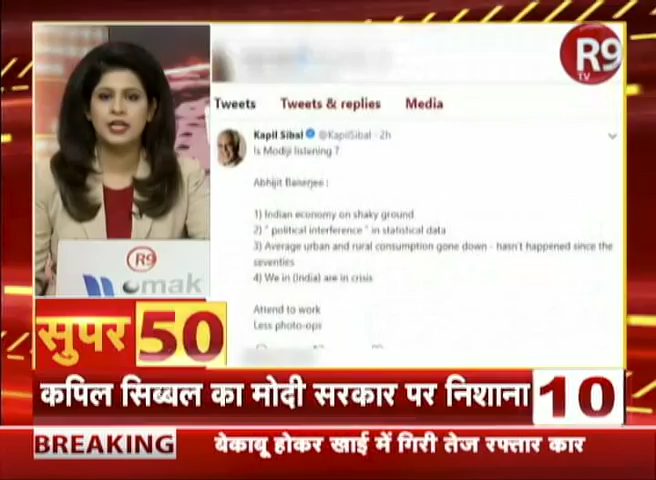 R9
TV
Tweets Tweets & replies Media
Kapil Sibal @KapilSibal · 2h
Is Modiji listening ?
Abhijit Banerjee :
1) Indian economy on shaky ground
2) " political interference " in statistical data
3) Average urban and rural consumption gone down - hasn't happened since the
seventies
4) We in (India) are in crisis
Attend to work
Less photo-ops
R9
omak
सुपर 50
कपिल सिब्बल का मोदी सरकार पर निशाना 10
BREAKING बेकाबू होकर खाई में गिरी तेज रफ्तार कार